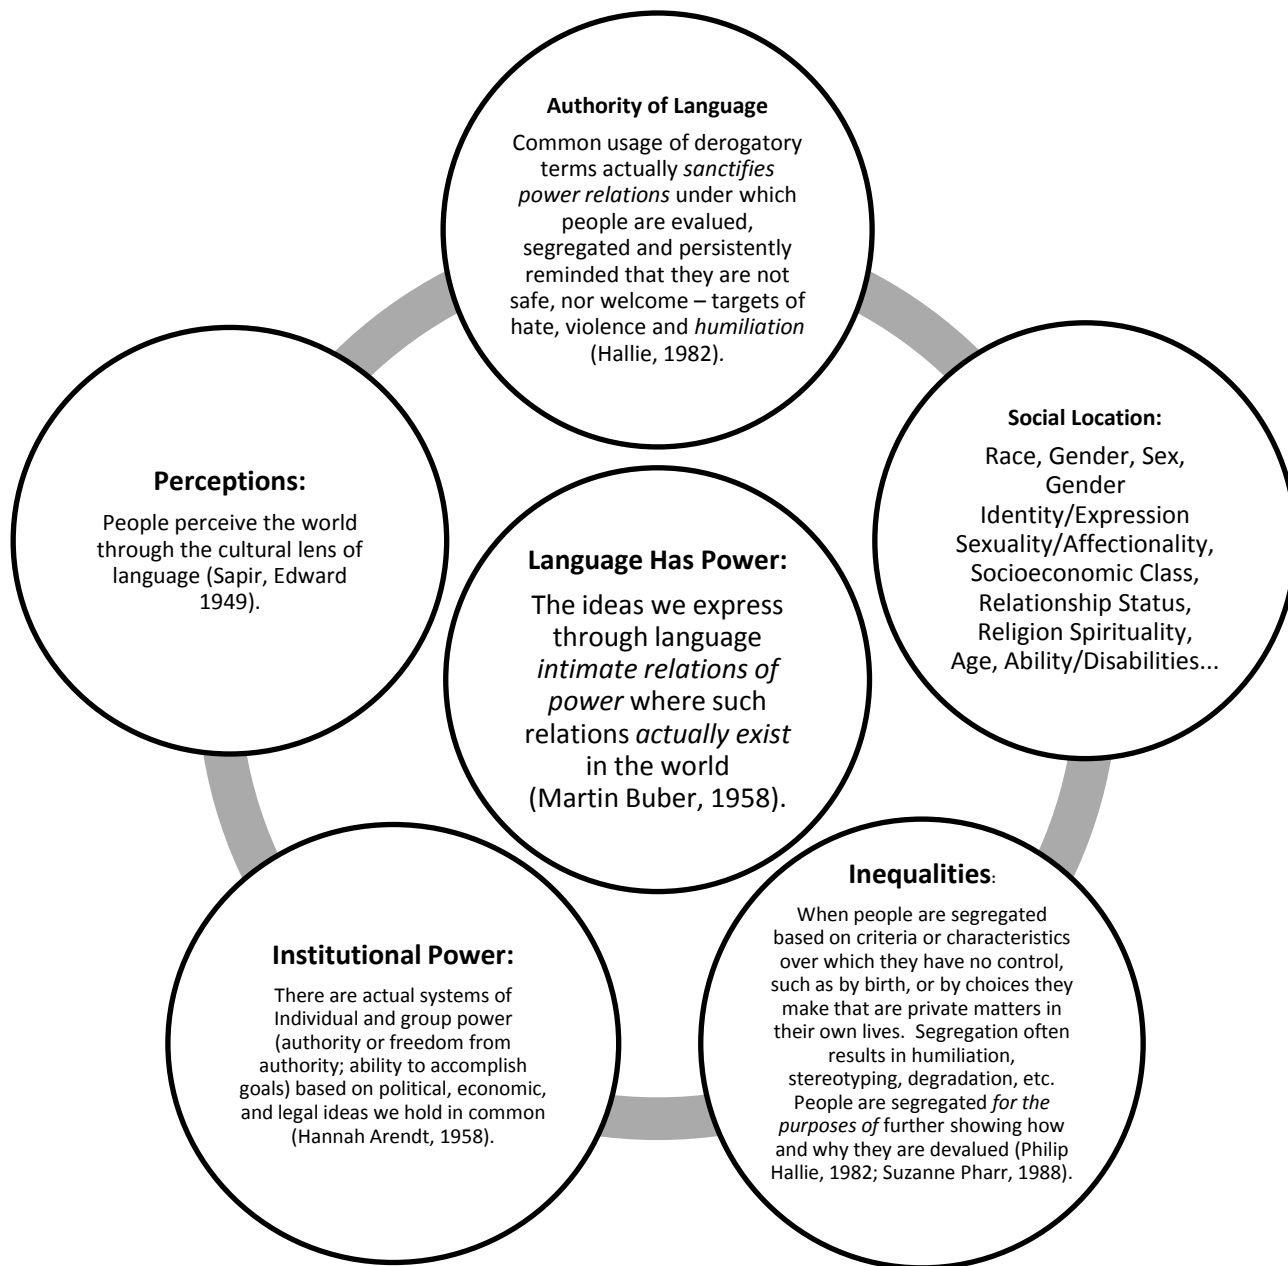 Authority of Language
Common usage of derogatory
terms actually sanctifies
power relations under which
people are evalued,
segregated and persistently
reminded that they are not
safe, nor welcome – targets of
hate, violence and humiliation
(Hallie, 1982).
Social Location:
Race, Gender, Sex,
Gender
Identity/Expression
Sexuality/Affectionality,
Socioeconomic Class,
Relationship Status,
Religion Spirituality,
Age, Ability/Disabilities...
Inequalities:
When people are segregated
based on criteria or characteristics
over which they have no control,
such as by birth, or by choices they
make that are private matters in
their own lives.  Segregation often
results in humiliation,
stereotyping, degradation, etc.
People are segregated for the
purposes of further showing how
and why they are devalued (Philip
Hallie, 1982; Suzanne Pharr, 1988).
Institutional Power:
There are actual systems of
Individual and group power
(authority or freedom from
authority; ability to accomplish
goals) based on political, economic,
and legal ideas we hold in common
(Hannah Arendt, 1958).
Perceptions:
People perceive the world
through the cultural lens of
language (Sapir, Edward
1949).
Language Has Power:
The ideas we express
through language
intimate relations of
power where such
relations actually exist
in the world
(Martin Buber, 1958).